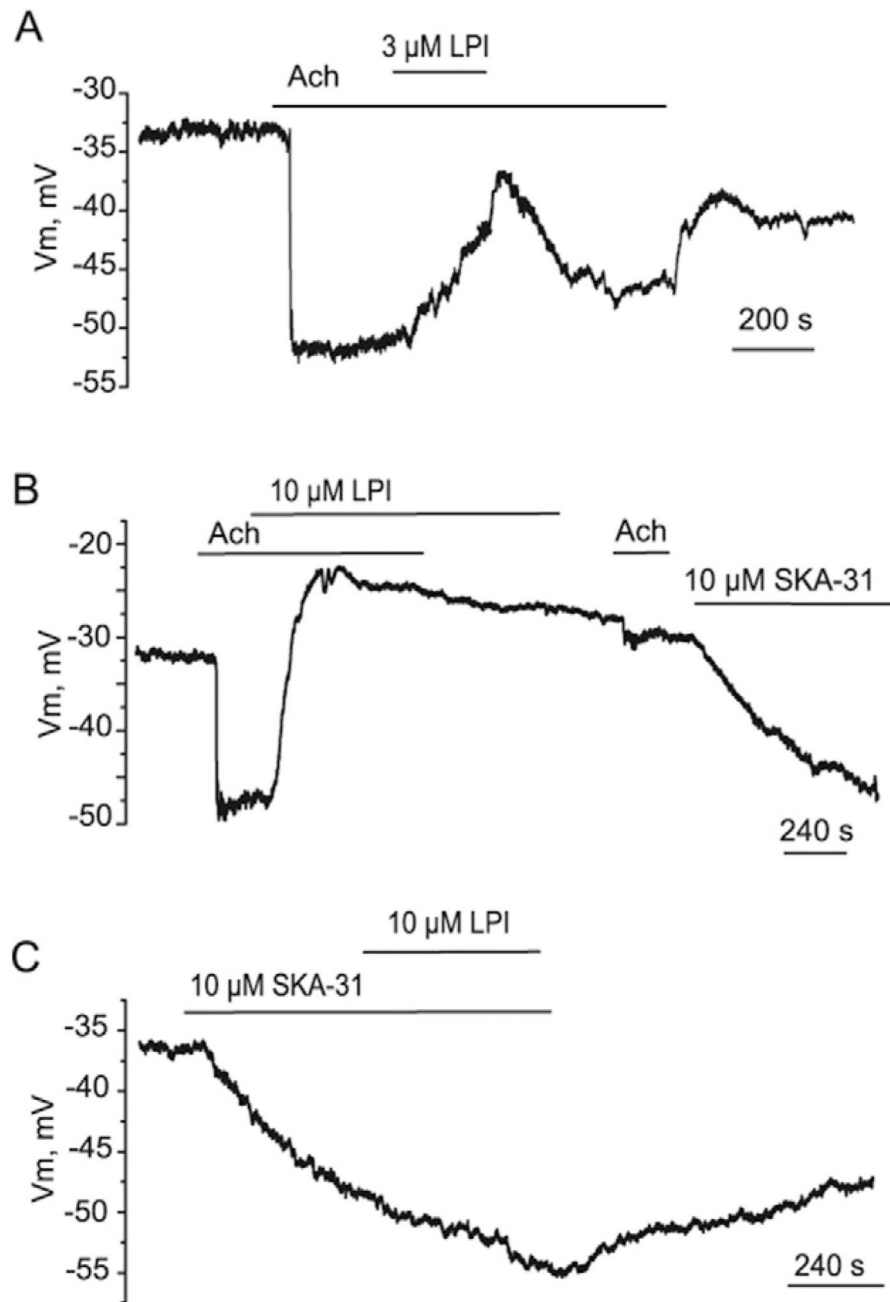 A
3 µM LPI
Ach
-30
-35
-40
-45
-50
-55
Vm, mV
200 s
B
10 µM LPI
Ach
Ach
10 µM SKA-31
-20
-30
-40
-50
Vm, mV
240 s
C
10 µM LPI
10 µM SKA-31
-35
-40
-45
-50
-55
Vm, mV
240 s